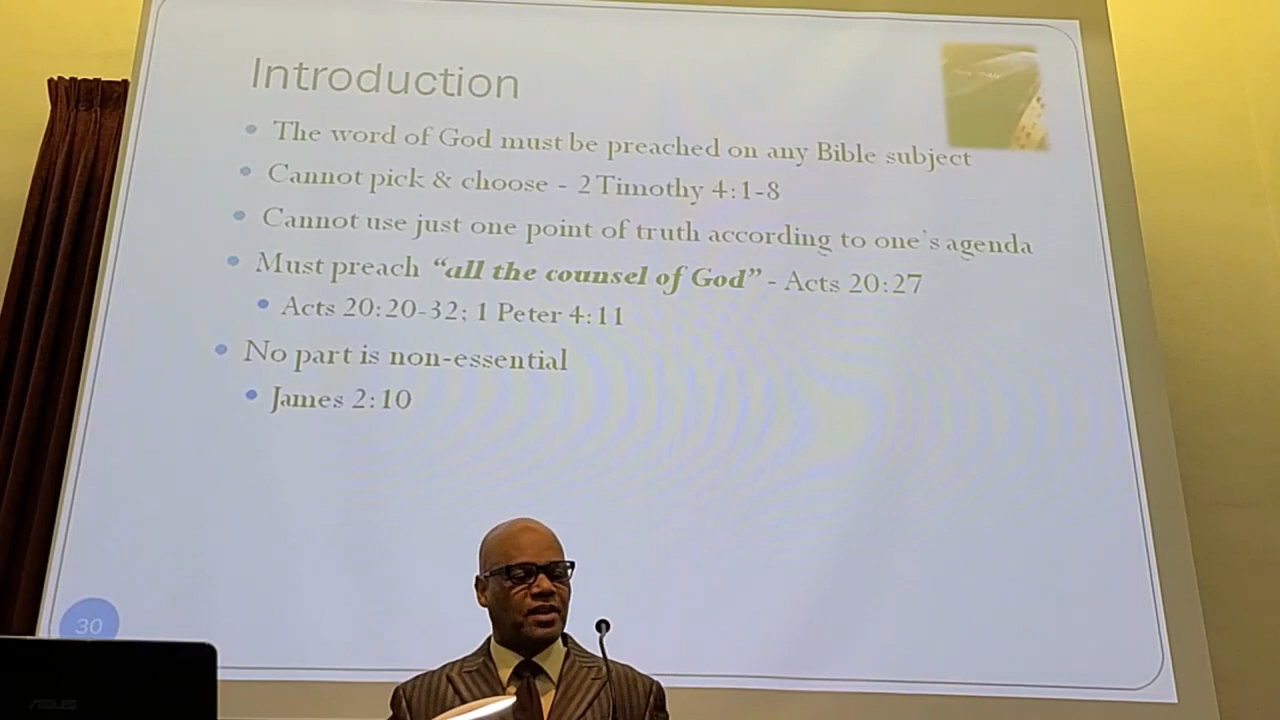 Introduction
The word of God must be preached on any Bible subject
Cannot pick & choose - 2 Timothy 4:1-8
Cannot use just one point of truth according to one's agenda
Must preach “all the counsel of God” - Acts 20:27
Acts 20:20-32; 1 Peter 4:11
No part is non-essential
James 2:10
30
ASUS